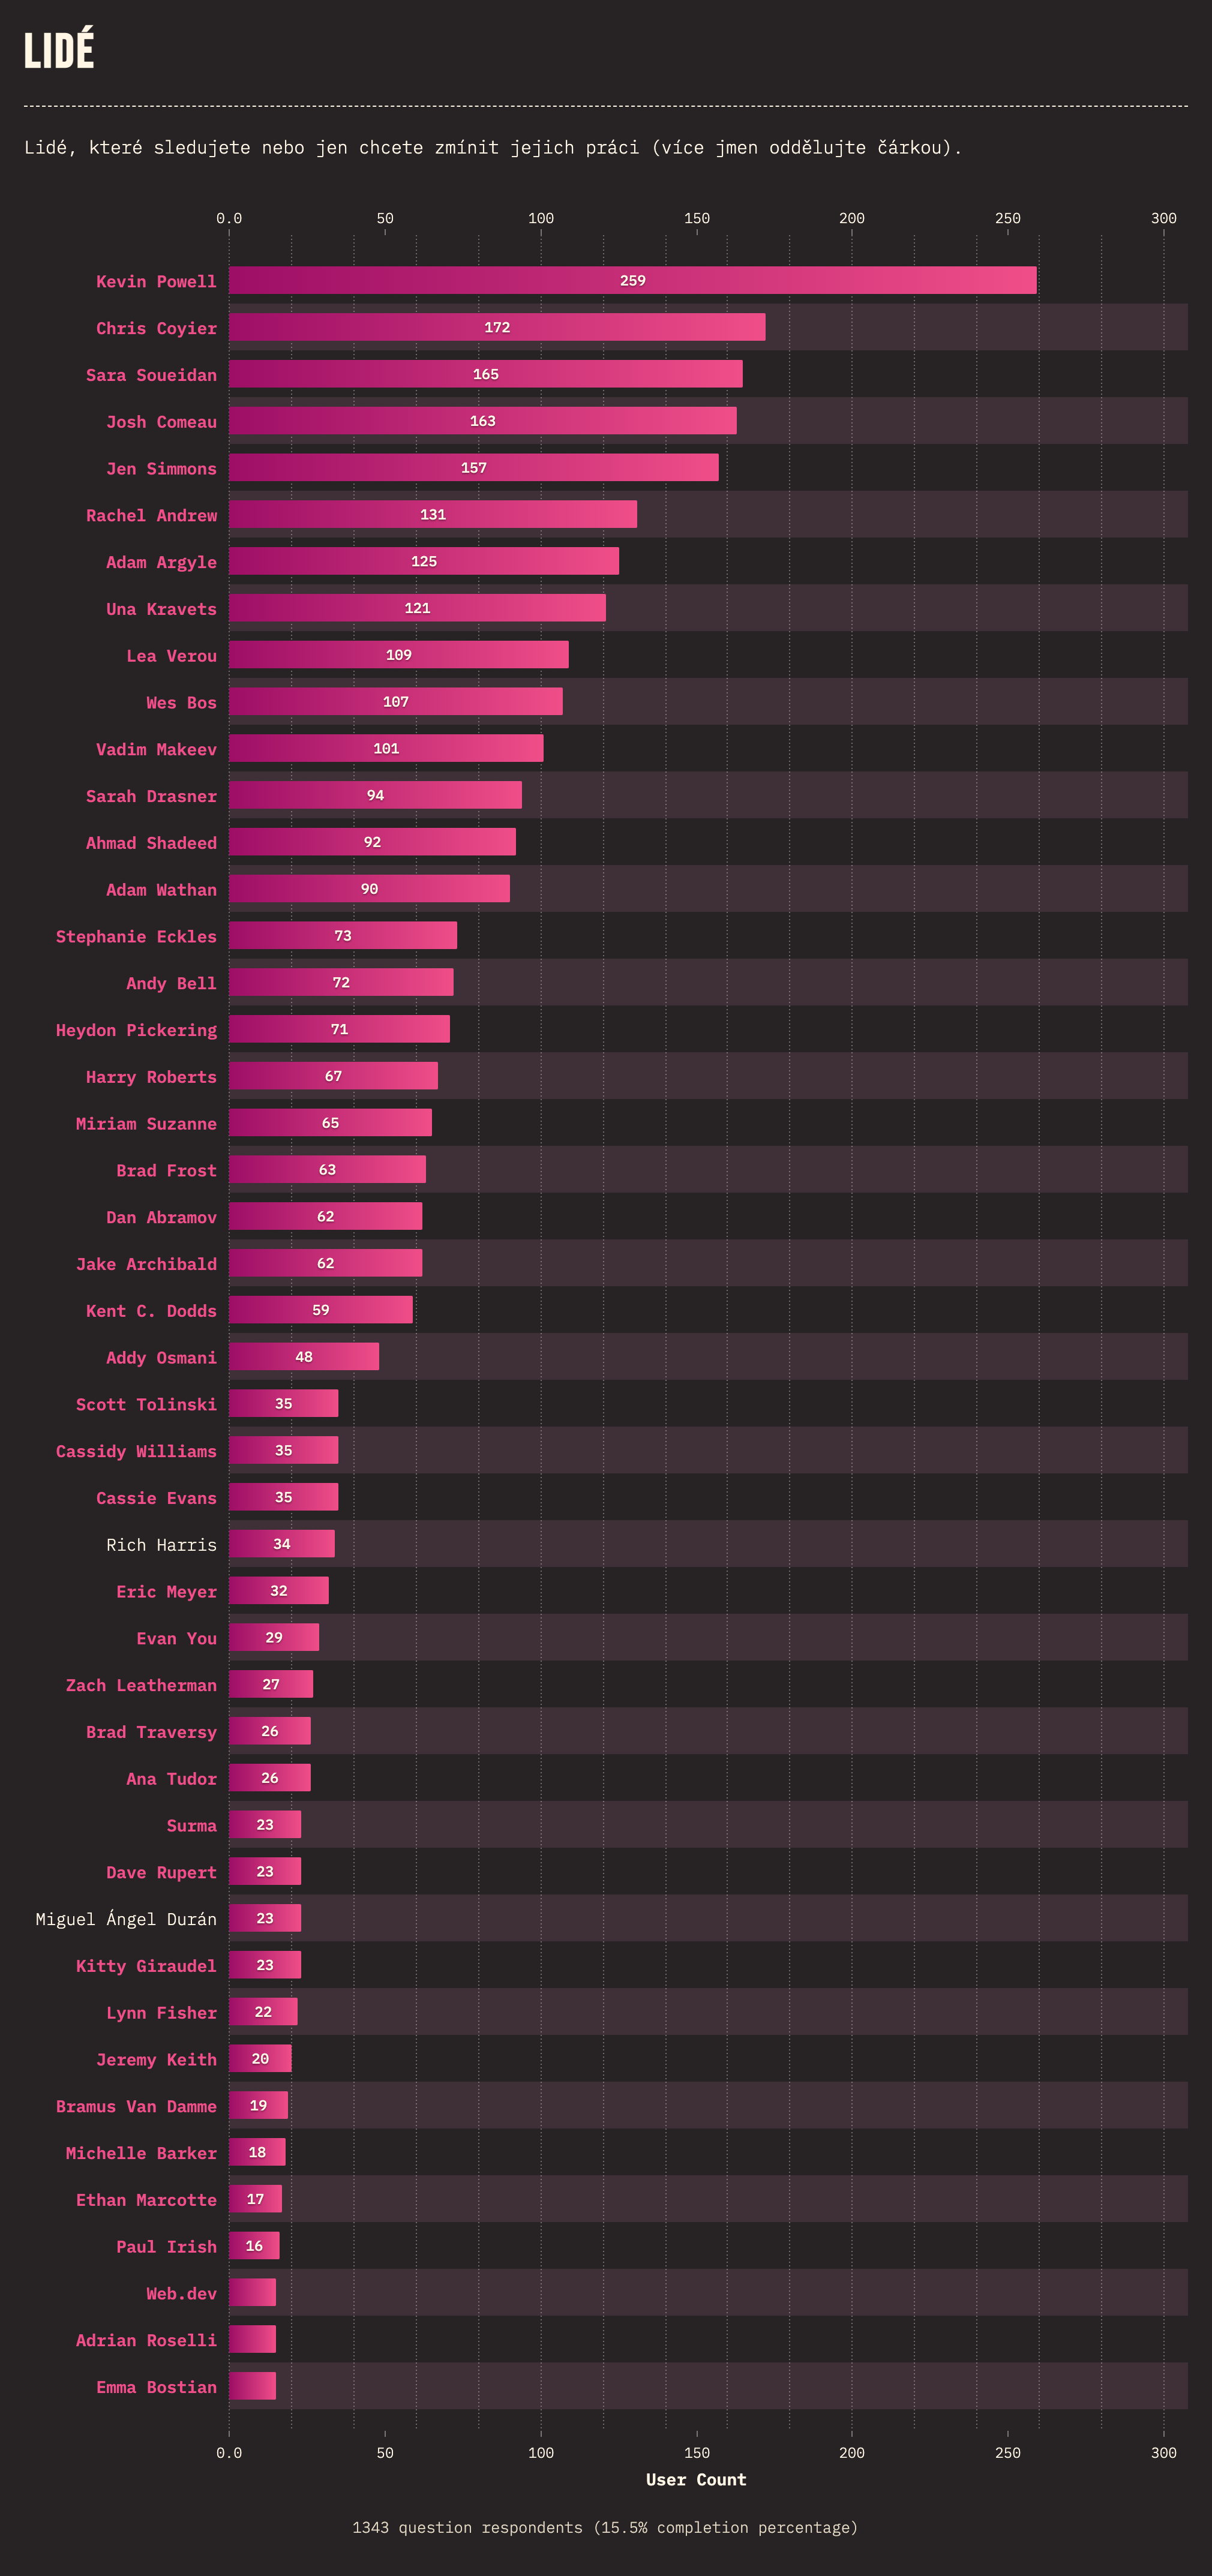 LIDÉ
Lidé, které sledujete nebo jen chcete zmínit jejich práci (více jmen oddělujte čárkou).
0.0 50 100 150 200 250 300
Kevin Powell 259
Chris Coyier 172
Sara Soueidan 165
Josh Comeau 163
Jen Simmons 157
Rachel Andrew 131
Adam Argyle 125
Una Kravets 121
Lea Verou 109
Wes Bos 107
Vadim Makeev 101
Sarah Drasner 94
Ahmad Shadeed 92
Adam Wathan 90
Stephanie Eckles 73
Andy Bell 72
Heydon Pickering 71
Harry Roberts 67
Miriam Suzanne 65
Brad Frost 63
Dan Abramov 62
Jake Archibald 62
Kent C. Dodds 59
Addy Osmani 48
Scott Tolinski 35
Cassidy Williams 35
Cassie Evans 35
Rich Harris 34
Eric Meyer 32
Evan You 29
Zach Leatherman 27
Brad Traversy 26
Ana Tudor 26
Surma 23
Dave Rupert 23
Miguel Ángel Durán 23
Kitty Giraudel 23
Lynn Fisher 22
Jeremy Keith 20
Bramus Van Damme 19
Michelle Barker 18
Ethan Marcotte 17
Paul Irish 16
Web.dev
Adrian Roselli
Emma Bostian
0.0 50 100 150 200 250 300
User Count
1343 question respondents (15.5% completion percentage)